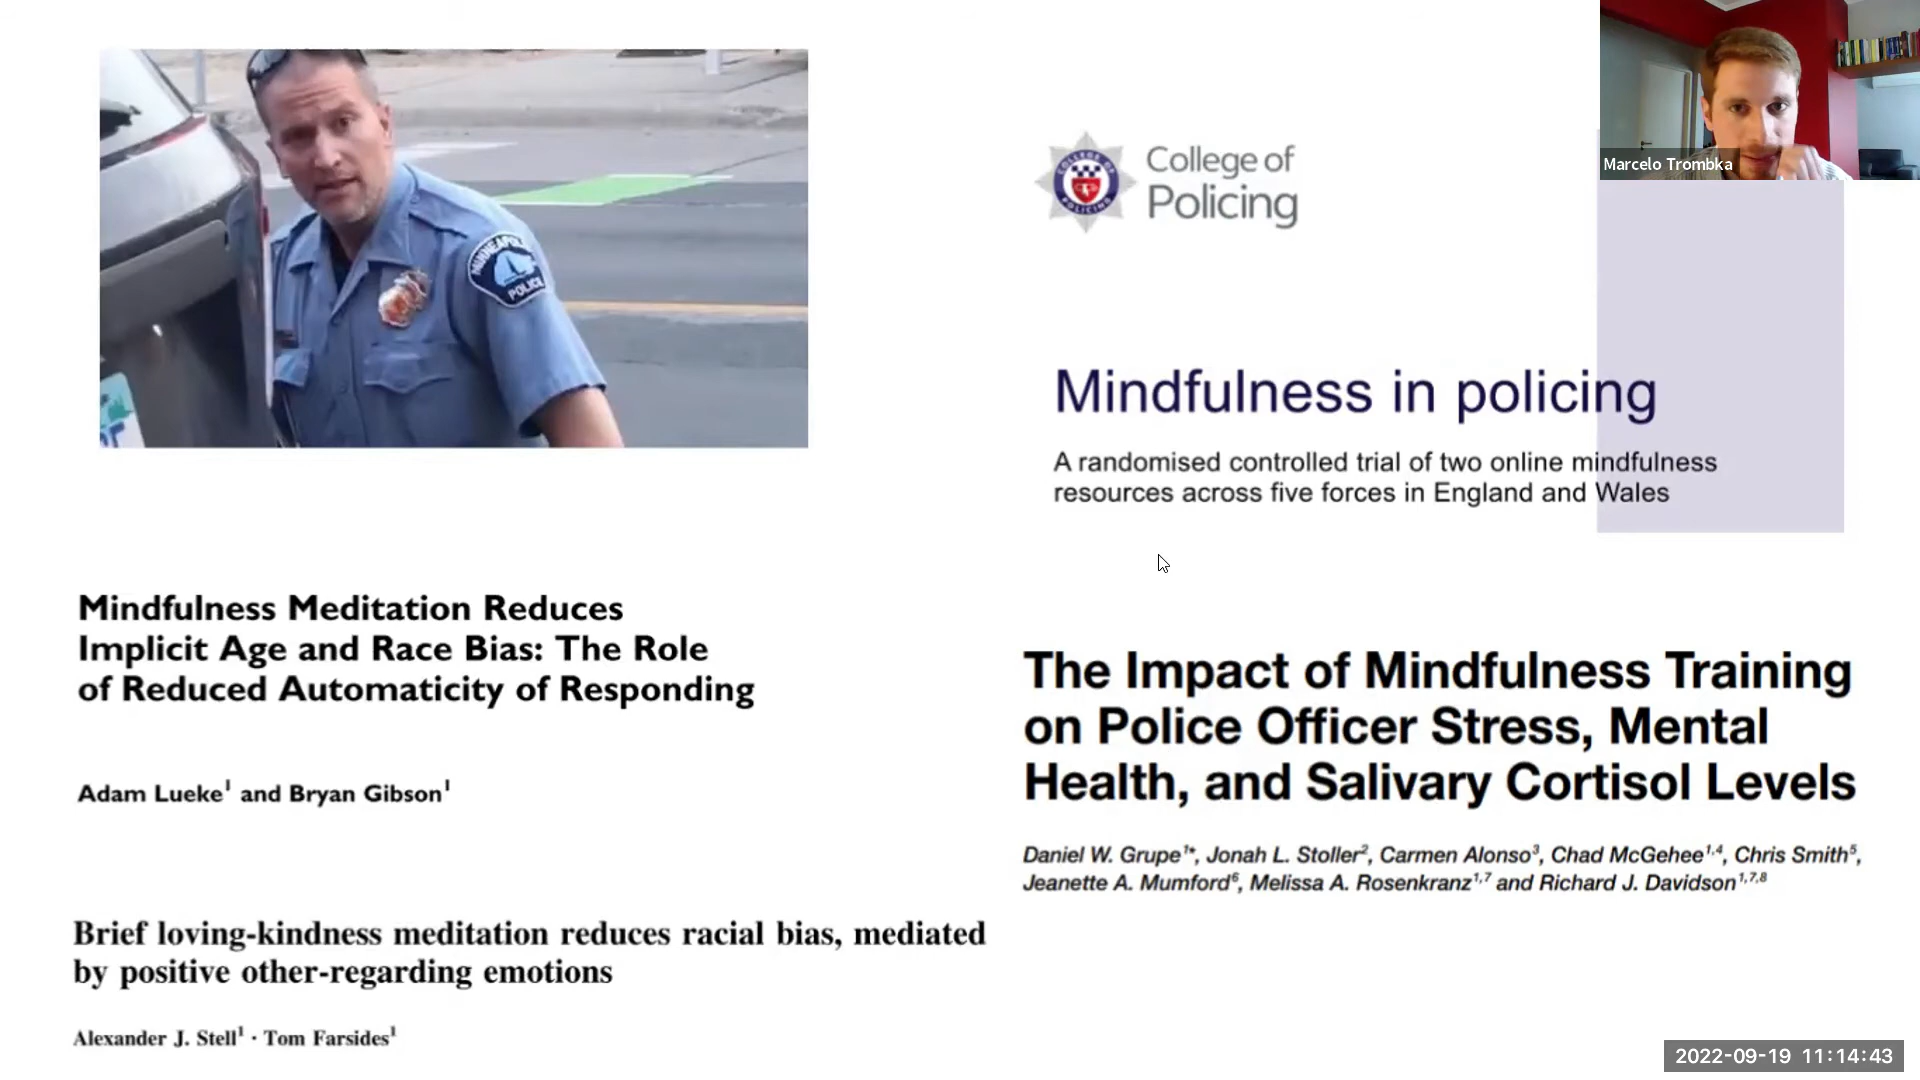 MINNEAPOLIS
POLICE
COLLEGE OF
POLICING
College of
Policing
Marcelo Trombka
Mindfulness in policing
A randomised controlled trial of two online mindfulness
resources across five forces in England and Wales
Mindfulness Meditation Reduces
Implicit Age and Race Bias: The Role
of Reduced Automaticity of Responding
Adam Lueke¹ and Bryan Gibson¹
The Impact of Mindfulness Training
on Police Officer Stress, Mental
Health, and Salivary Cortisol Levels
Daniel W. Grupe¹*, Jonah L. Stoller², Carmen Alonso³, Chad McGehee¹,⁴, Chris Smith⁵,
Jeanette A. Mumford⁶, Melissa A. Rosenkranz¹,⁷ and Richard J. Davidson¹,⁷,⁸
Brief loving-kindness meditation reduces racial bias, mediated
by positive other-regarding emotions
Alexander J. Stell¹ · Tom Farsides¹
2022-09-19 11:14:43